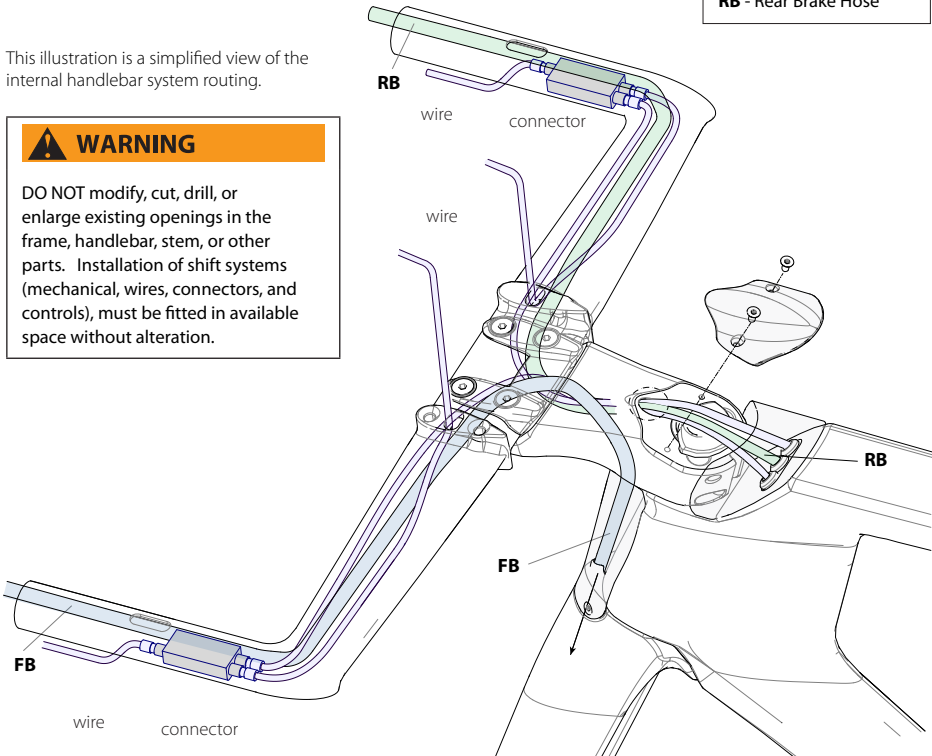 RB - Rear Brake Hose
This illustration is a simplified view of the
internal handlebar system routing.
RB
wire
connector
WARNING
DO NOT modify, cut, drill, or
enlarge existing openings in the
frame, handlebar, stem, or other
parts. Installation of shift systems
(mechanical, wires, connectors, and
controls), must be fitted in available
space without alteration.
wire
RB
FB
FB
wire
connector